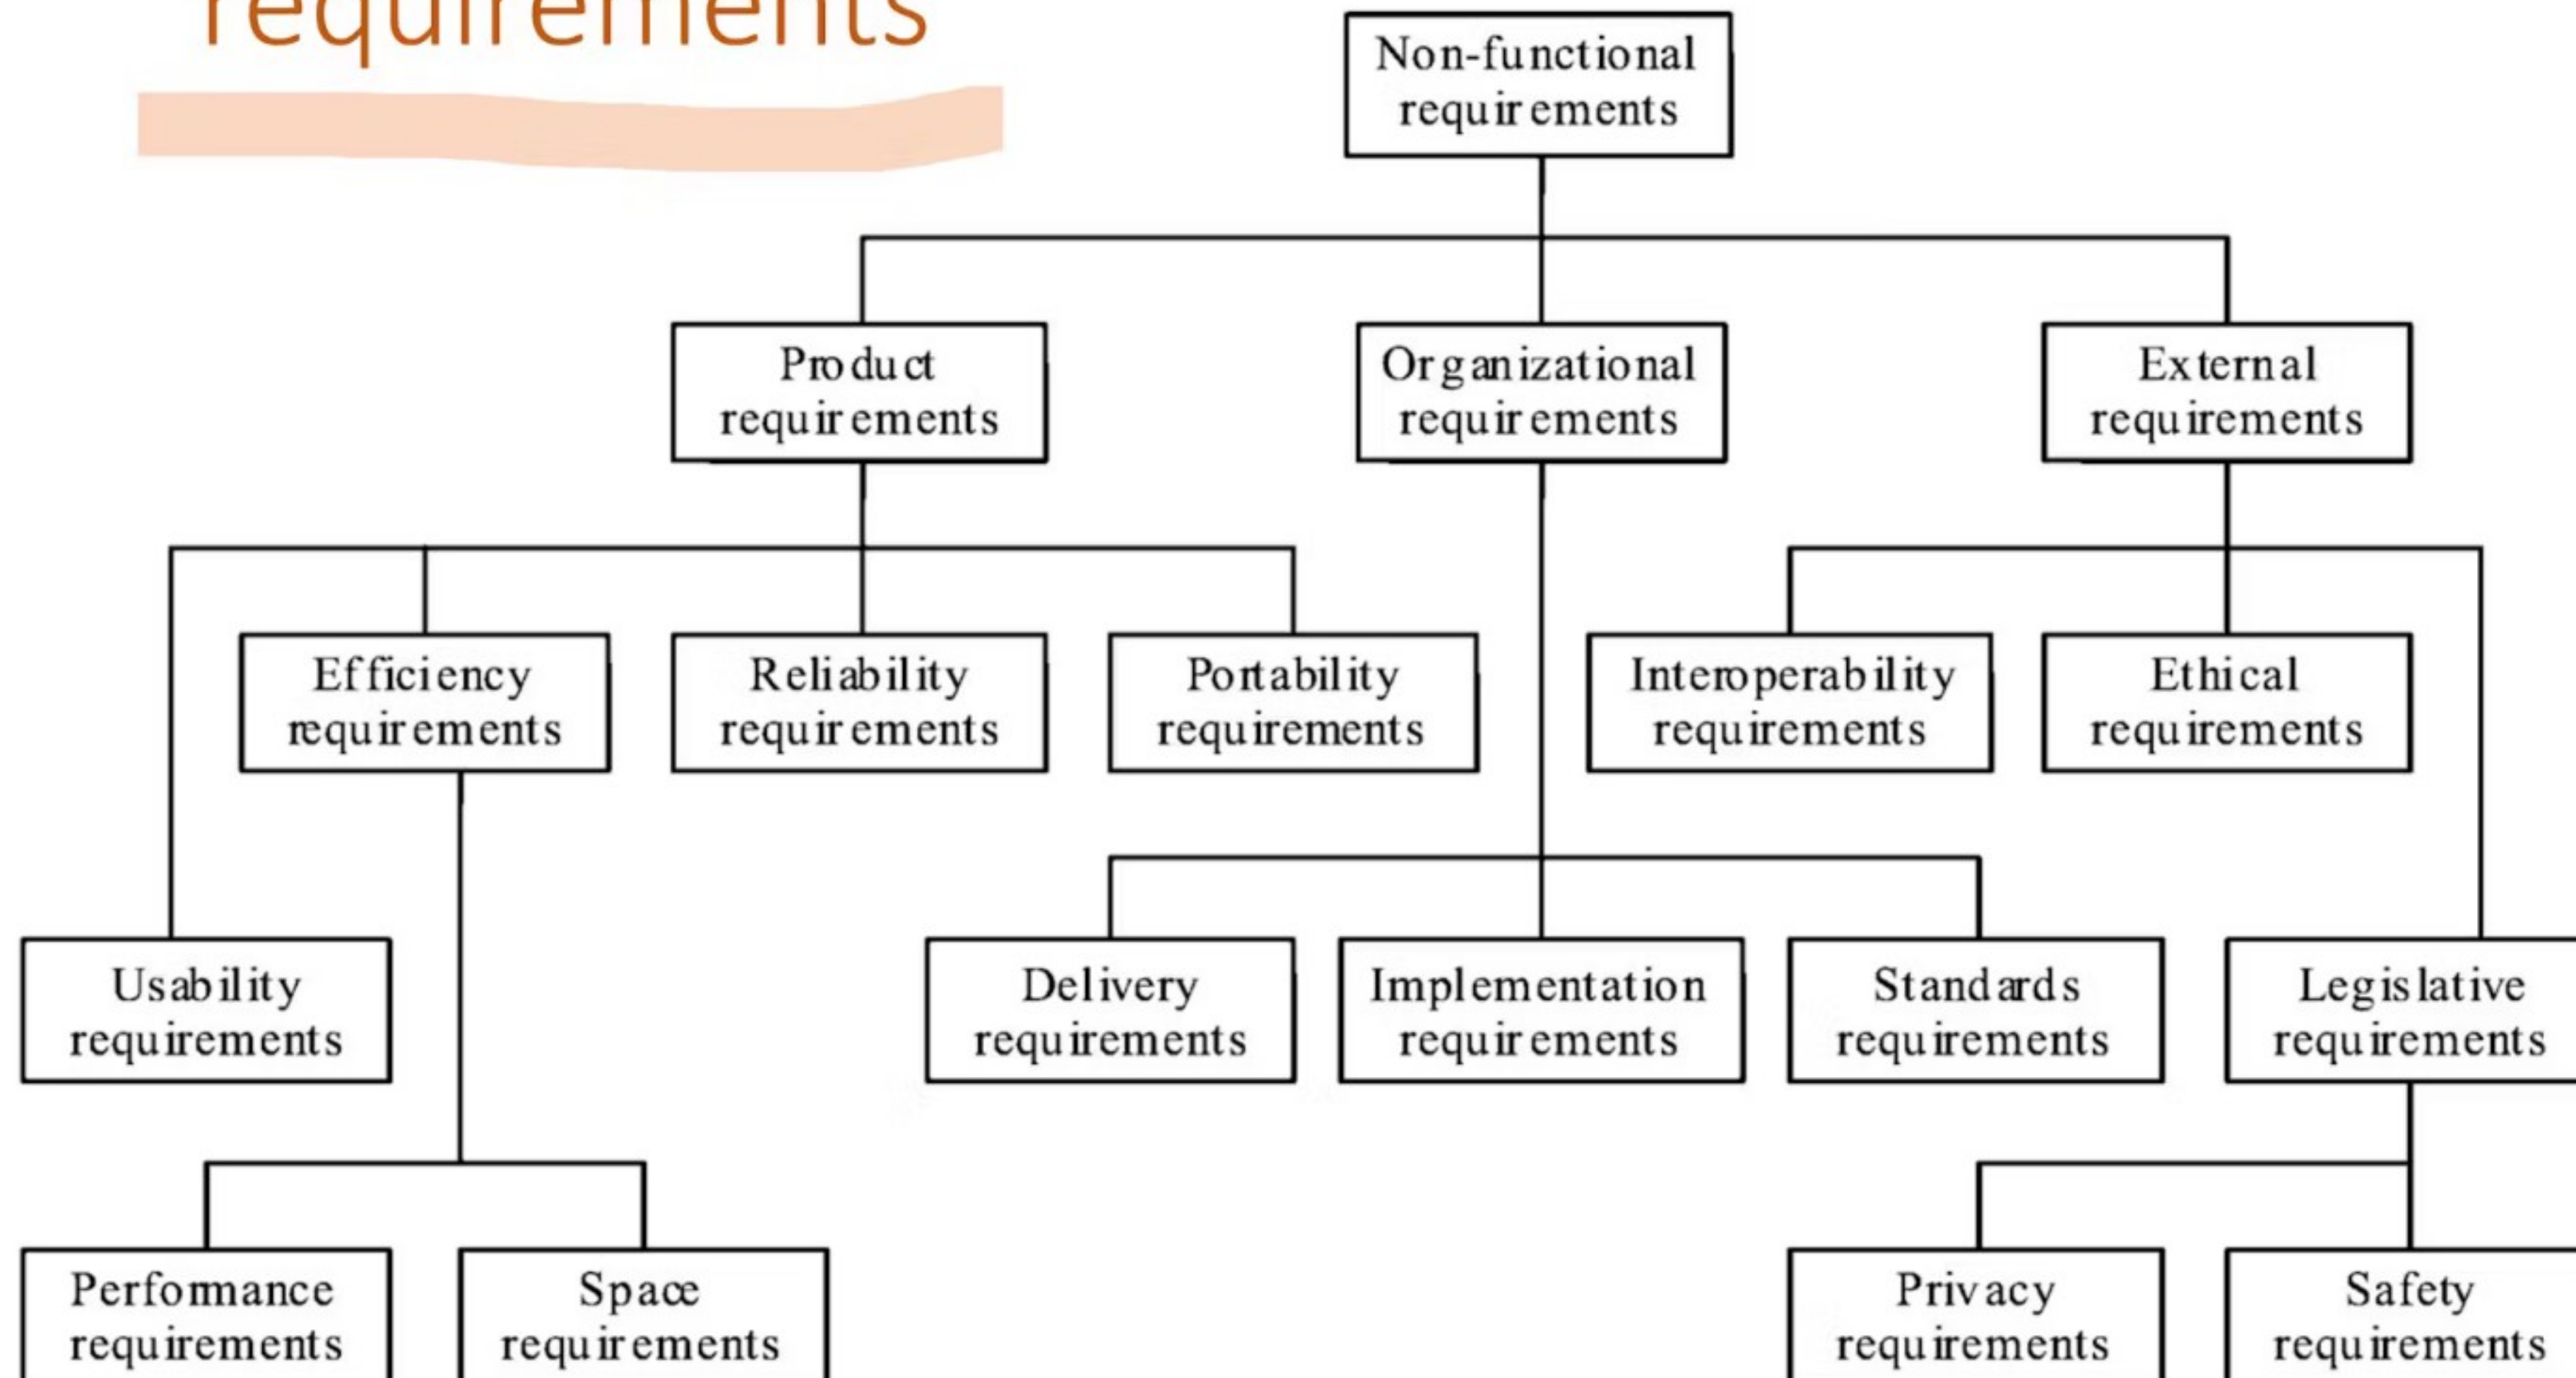 requirements
Non-functional
requirements
Product
requirements
Organizational
requirements
External
requirements
Efficiency
requirements
Reliability
requirements
Portability
requirements
Interoperability
requirements
Ethical
requirements
Usability
requirements
Delivery
requirements
Implementation
requirements
Standards
requirements
Legislative
requirements
Performance
requirements
Space
requirements
Privacy
requirements
Safety
requirements